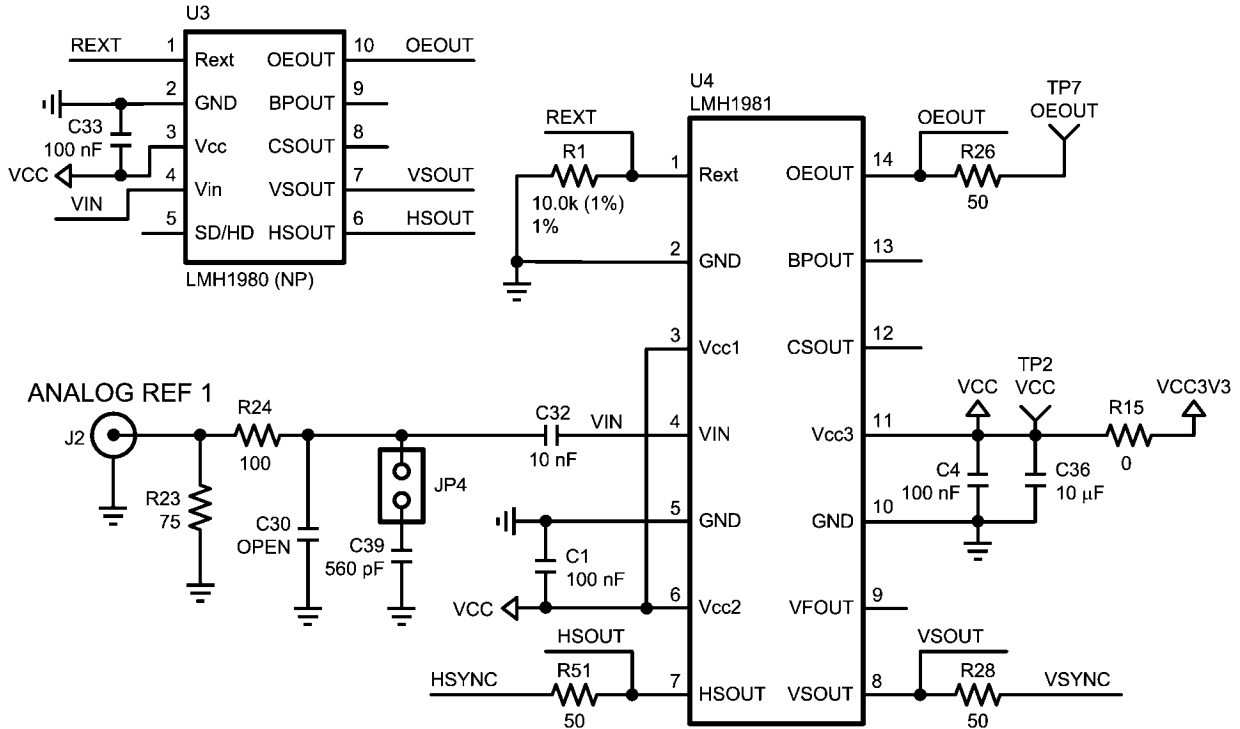 U3
REXT 1 Rext OEOUT 10 OEOUT
2 GND BPOUT 9
C33
100 nF
3 Vcc CSOUT 8
VCC
4 Vin VSOUT 7 VSOUT
VIN
5 SD/HD HSOUT 6 HSOUT
LMH1980 (NP)
U4
LMH1981
REXT
R1
10.0k (1%)
1%
1 Rext OEOUT 14
OEOUT
R26
50
TP7
OEOUT
2 GND BPOUT 13
3 Vcc1 CSOUT 12
ANALOG REF 1
J2
R24
100
R23
75
C30
OPEN
JP4
C39
560 pF
C32
10 nF
VIN
4 VIN Vcc3 11
VCC
TP2
VCC
R15
0
VCC3V3
C4
100 nF
C36
10 µF
5 GND GND 10
C1
100 nF
VCC
6 Vcc2 VFOUT 9
HSOUT
HSYNC
R51
50
7 HSOUT VSOUT 8
VSOUT
R28
50
VSYNC